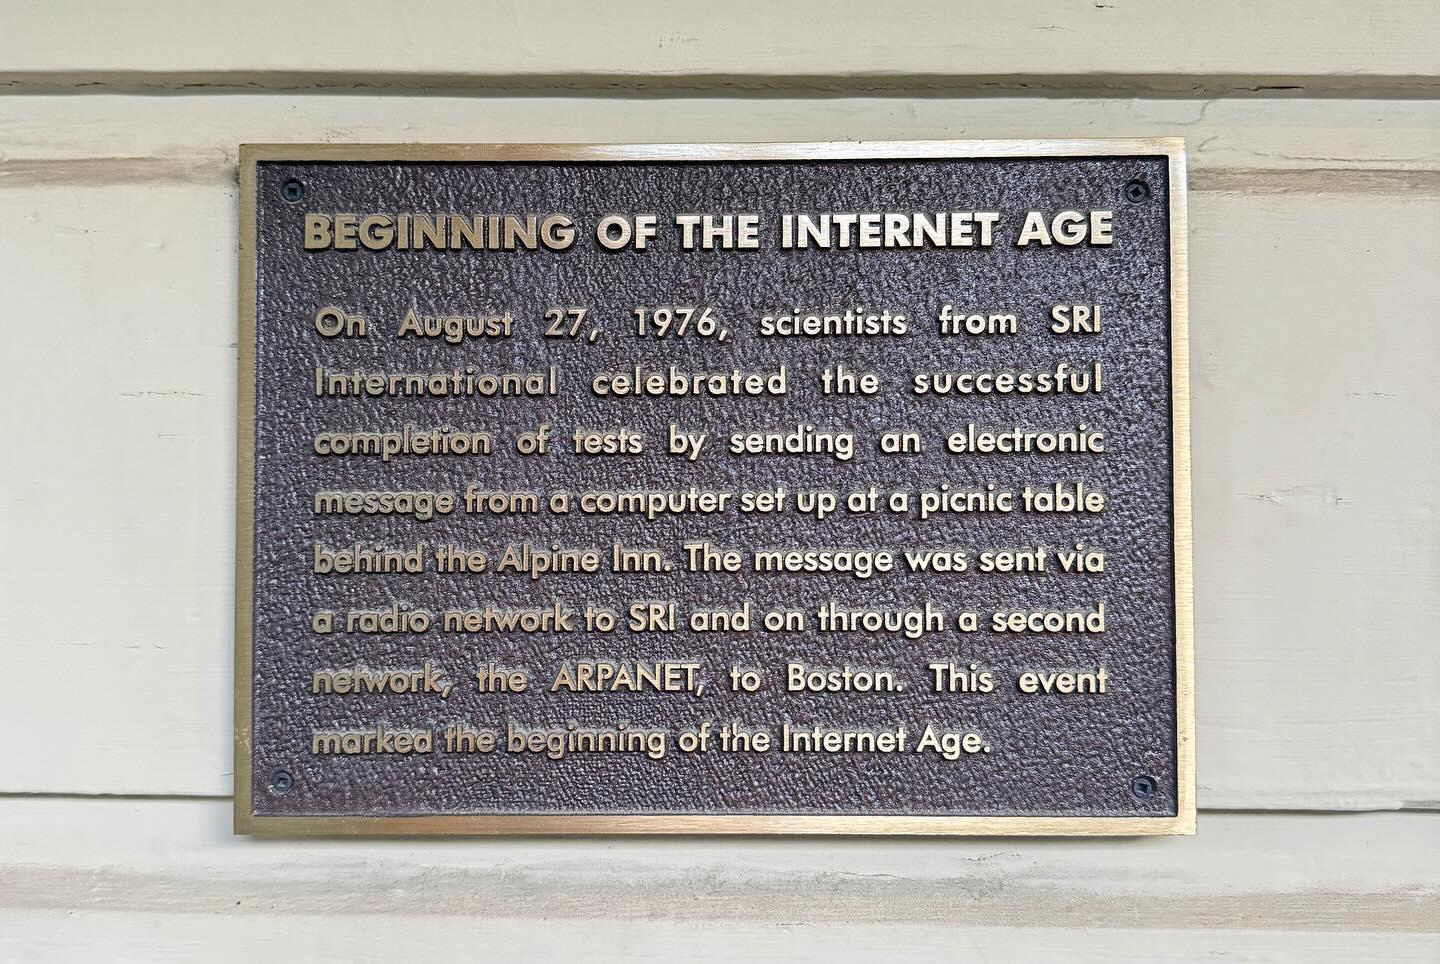 BEGINNING OF THE INTERNET AGE
On August 27, 1976, scientists from SRI
International celebrated the successful
completion of tests by sending an electronic
message from a computer set up at a picnic table
behind the Alpine Inn. The message was sent via
a radio network to SRI and on through a second
network, the ARPANET, to Boston. This event
marked the beginning of the Internet Age.